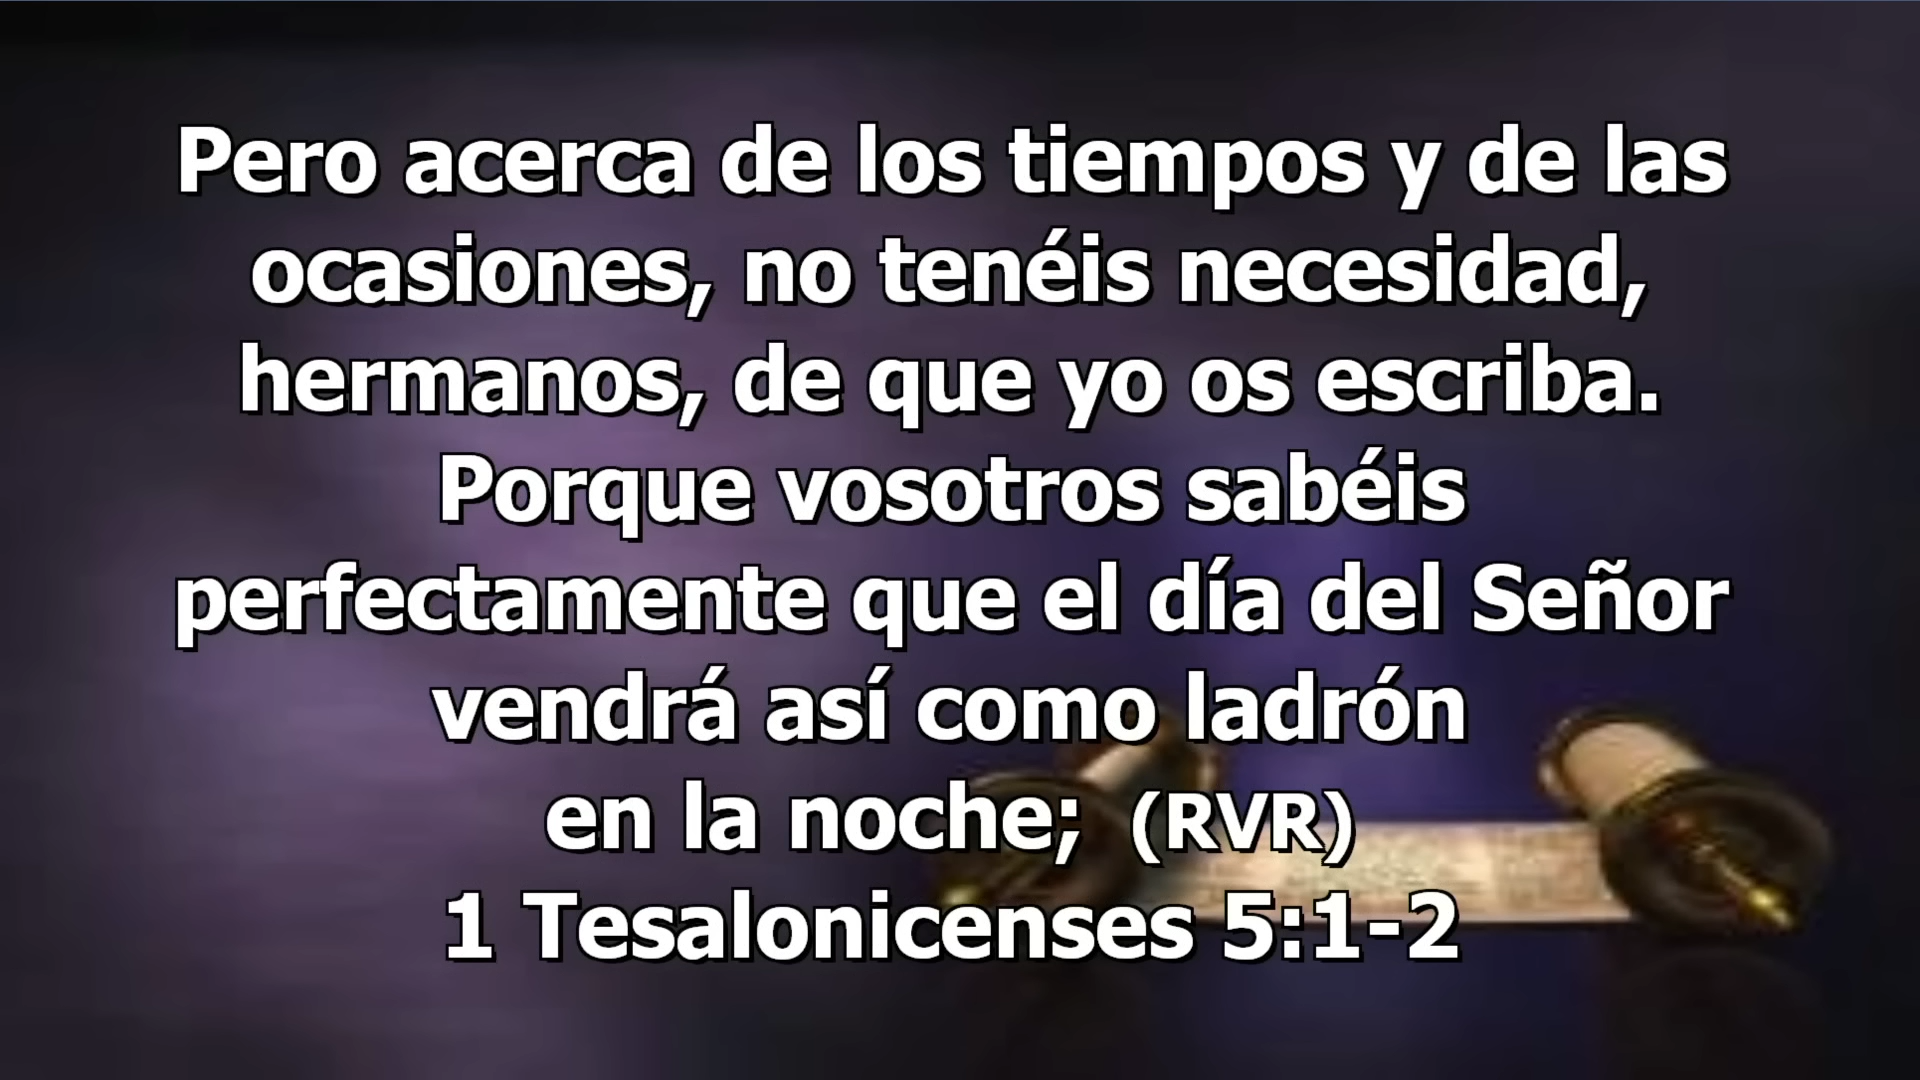 Pero acerca de los tiempos y de las
ocasiones, no tenéis necesidad,
hermanos, de que yo os escriba.
Porque vosotros sabéis
perfectamente que el día del Señor
vendrá así como ladrón
en la noche; (RVR)
1 Tesalonicenses 5:1-2